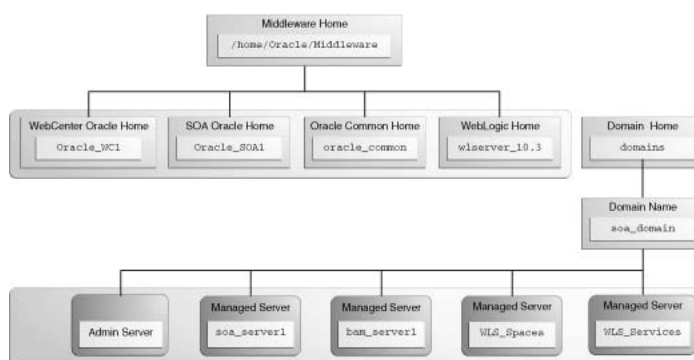 Middleware Home
/home/Oracle/Middleware
WebCenter Oracle Home
Oracle_WC1
SOA Oracle Home
Oracle_SOA1
Oracle Common Home
oracle_common
WebLogic Home
wlserver_10.3
Domain Home
domains
Domain Name
soa_domain
Admin Server
Managed Server
soa_server1
Managed Server
bam_server1
Managed Server
WLS_Spaces
Managed Server
WLS_Services